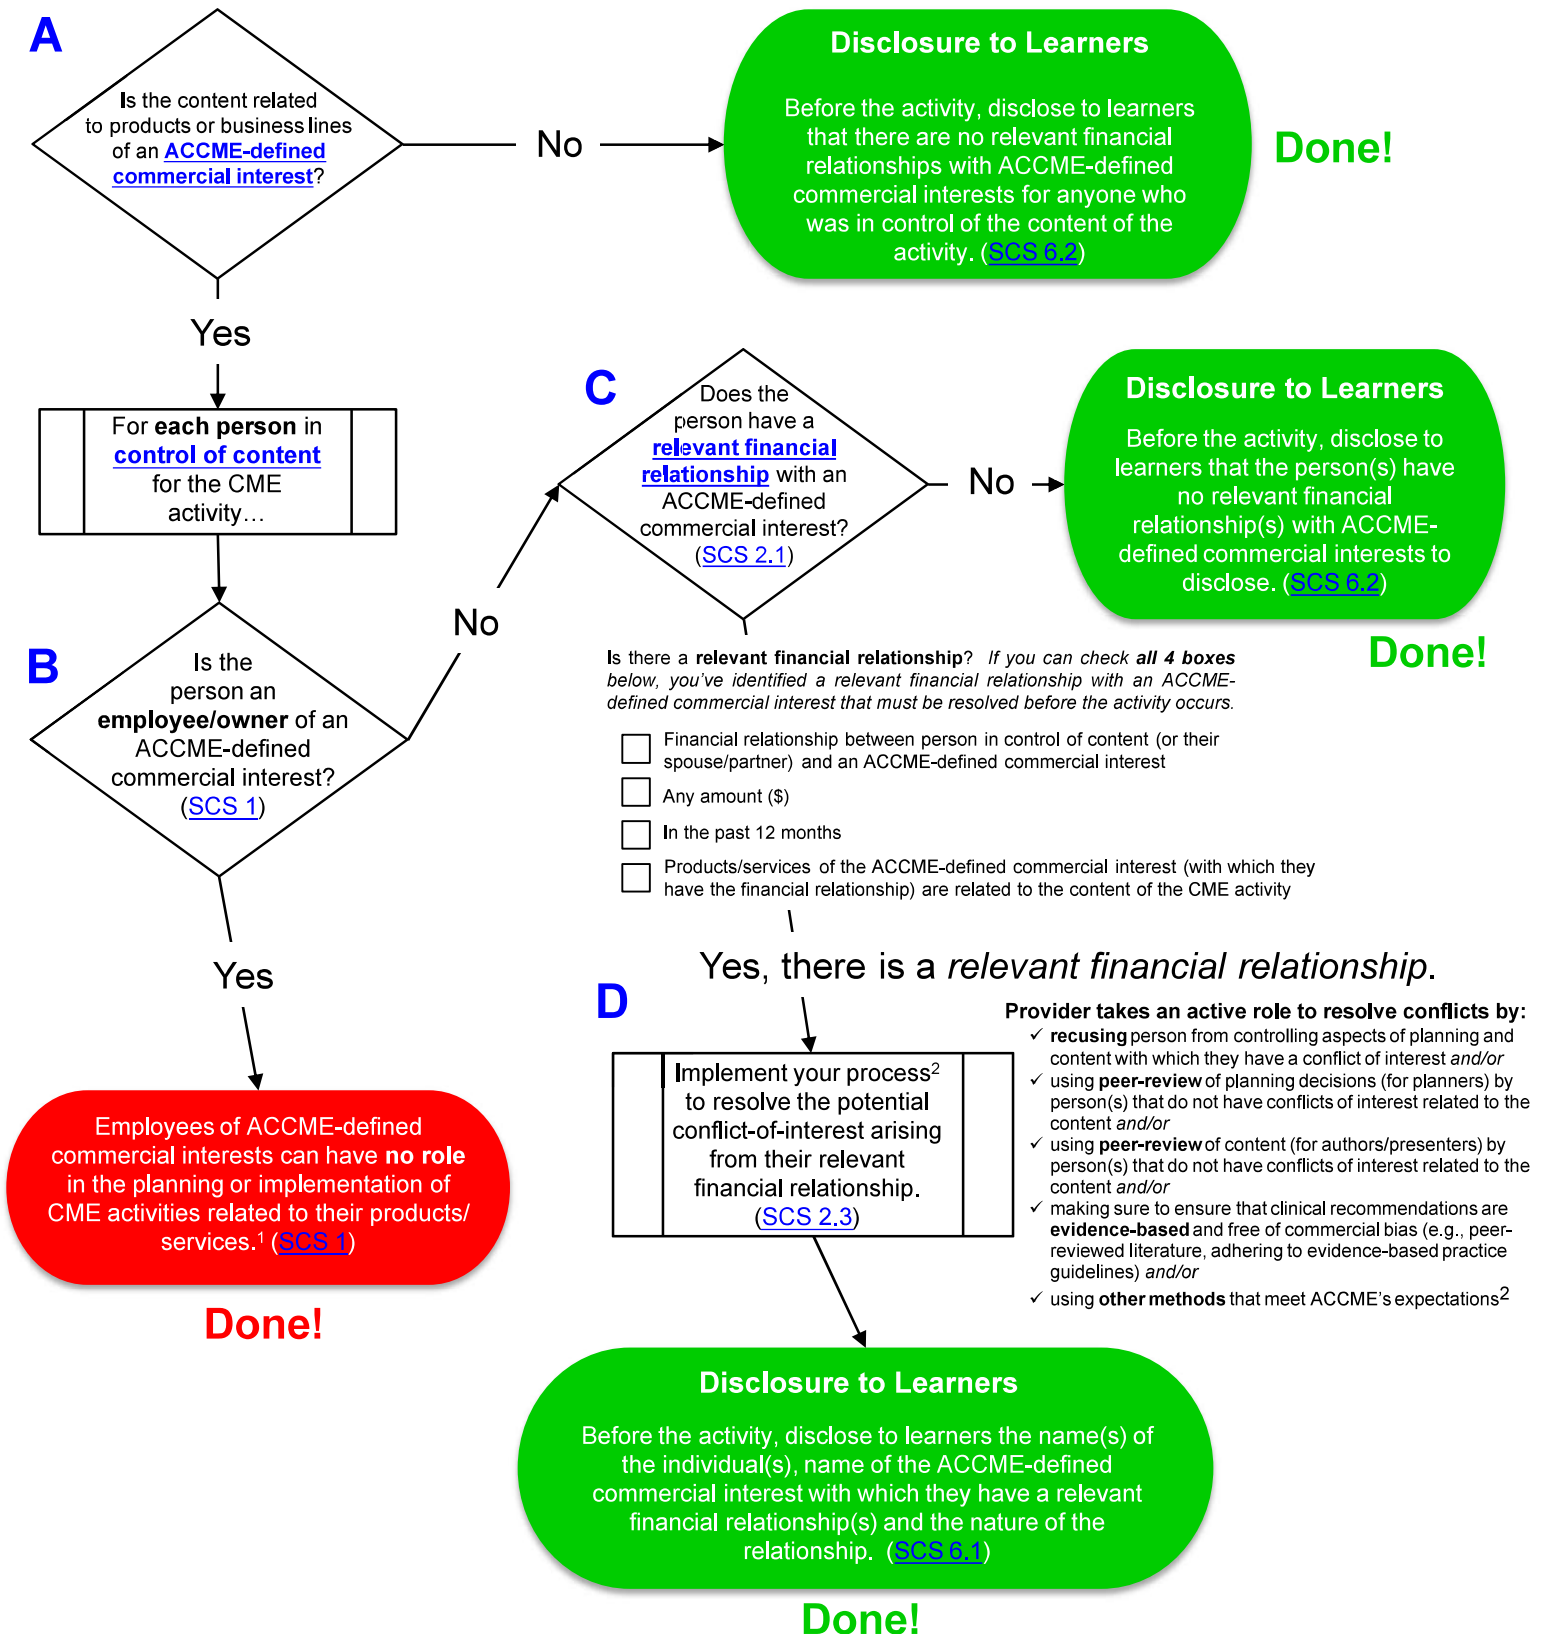 A
Is the content related
to products or business lines
of an ACCME-defined
commercial interest?
No
Disclosure to Learners
Before the activity, disclose to learners
that there are no relevant financial
relationships with ACCME-defined
commercial interests for anyone who
was in control of the content of the
activity. (SCS 6.2)
Done!
Yes
For each person in
control of content
for the CME
activity…
B
Is the
person an
employee/owner of an
ACCME-defined
commercial interest?
(SCS 1)
No
C
Does the
person have a
relevant financial
relationship with an
ACCME-defined
commercial interest?
(SCS 2.1)
No
Disclosure to Learners
Before the activity, disclose to
learners that the person(s) have
no relevant financial
relationship(s) with ACCME-
defined commercial interests to
disclose. (SCS 6.2)
Done!
Is there a relevant financial relationship? If you can check all 4 boxes
below, you've identified a relevant financial relationship with an ACCME-
defined commercial interest that must be resolved before the activity occurs.
Financial relationship between person in control of content (or their
spouse/partner) and an ACCME-defined commercial interest
Any amount ($)
In the past 12 months
Products/services of the ACCME-defined commercial interest (with which they
have the financial relationship) are related to the content of the CME activity
Yes
Employees of ACCME-defined
commercial interests can have no role
in the planning or implementation of
CME activities related to their products/
services.1 (SCS 1)
Done!
Yes, there is a relevant financial relationship.
D
Implement your process2
to resolve the potential
conflict-of-interest arising
from their relevant
financial relationship.
(SCS 2.3)
Provider takes an active role to resolve conflicts by:
✓ recusing person from controlling aspects of planning and
content with which they have a conflict of interest and/or
✓ using peer-review of planning decisions (for planners) by
person(s) that do not have conflicts of interest related to the
content and/or
✓ using peer-review of content (for authors/presenters) by
person(s) that do not have conflicts of interest related to the
content and/or
✓ making sure to ensure that clinical recommendations are
evidence-based and free of commercial bias (e.g., peer-
reviewed literature, adhering to evidence-based practice
guidelines) and/or
✓ using other methods that meet ACCME's expectations2
Disclosure to Learners
Before the activity, disclose to learners the name(s) of
the individual(s), name of the ACCME-defined
commercial interest with which they have a relevant
financial relationship(s) and the nature of the
relationship. (SCS 6.1)
Done!